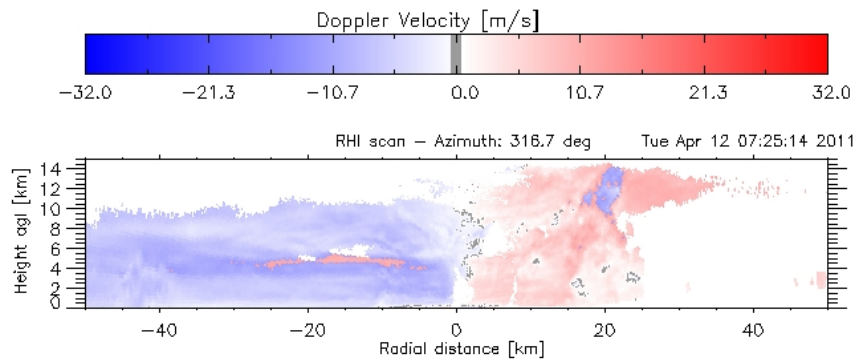 Doppler Velocity [m/s]
−32.0 −21.3 −10.7 0.0 10.7 21.3 32.0
RHI scan − Azimuth: 316.7 deg Tue Apr 12 07:25:14 2011
Height agl [km]
14
12
10
8
6
4
2
0
−40 −20 0 20 40
Radial distance [km]